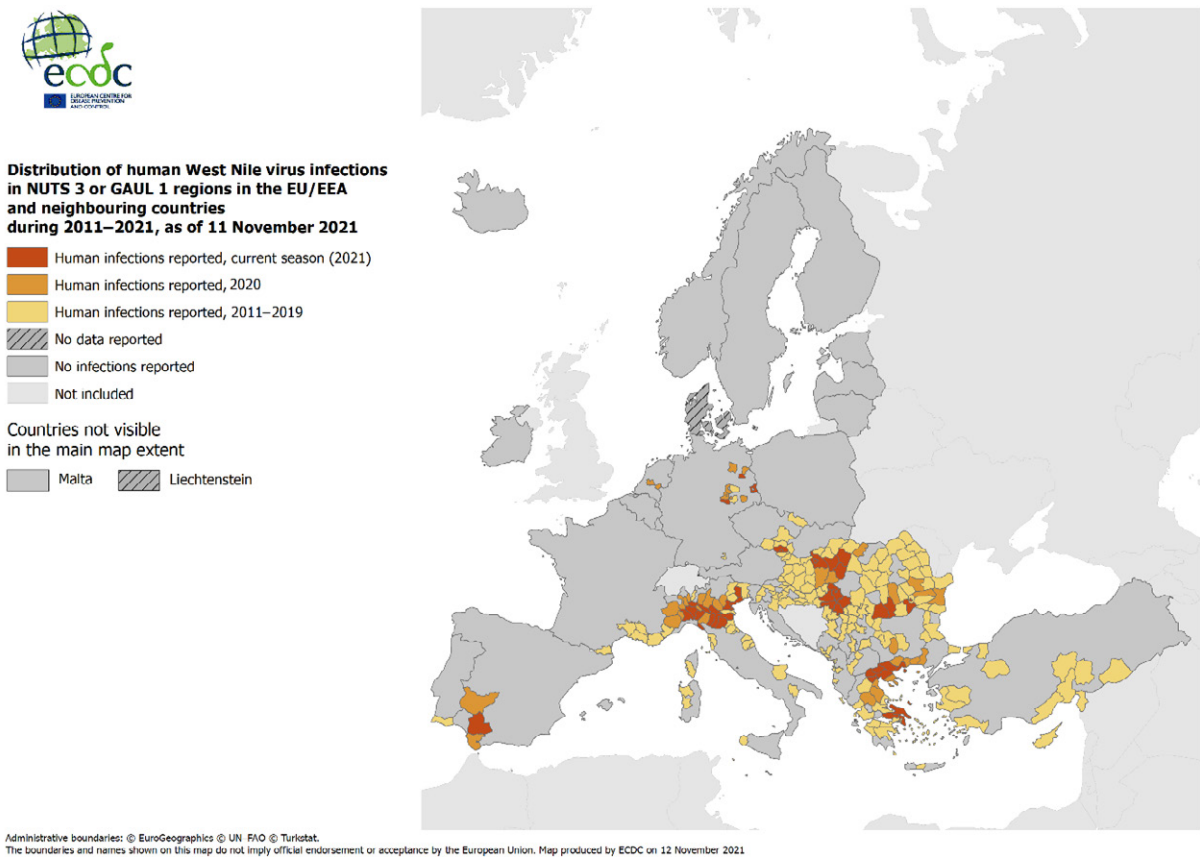 ecdc
EUROPEAN CENTRE FOR
DISEASE PREVENTION
AND CONTROL
Distribution of human West Nile virus infections
in NUTS 3 or GAUL 1 regions in the EU/EEA
and neighbouring countries
during 2011–2021, as of 11 November 2021
Human infections reported, current season (2021)
Human infections reported, 2020
Human infections reported, 2011–2019
No data reported
No infections reported
Not included
Countries not visible
in the main map extent
Malta
Liechtenstein
Administrative boundaries: © EuroGeographics © UN FAO © Turkstat.
The boundaries and names shown on this map do not imply official endorsement or acceptance by the European Union. Map produced by ECDC on 12 November 2021